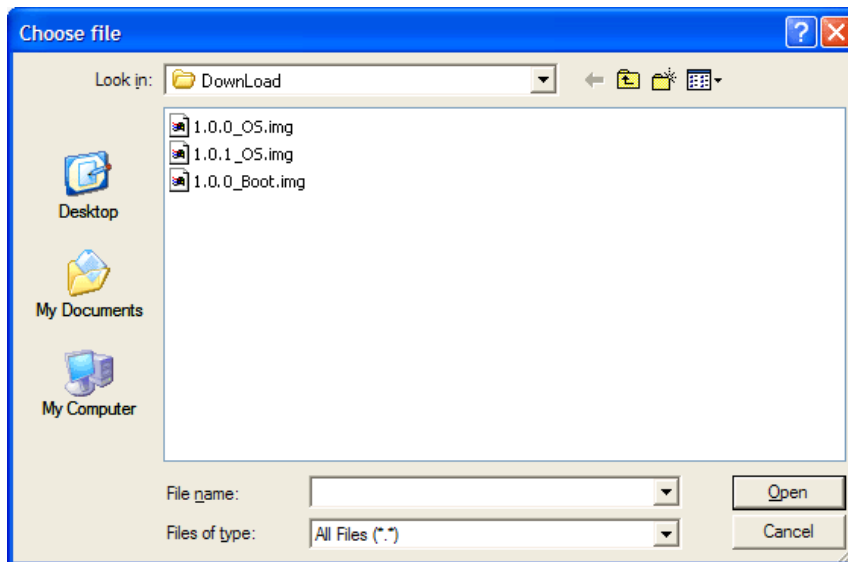 Choose file
Look in:
DownLoad
1.0.0_OS.img
1.0.1_OS.img
1.0.0_Boot.img
Desktop
My Documents
My Computer
File name:
Open
Files of type:
All Files (*.*)
Cancel